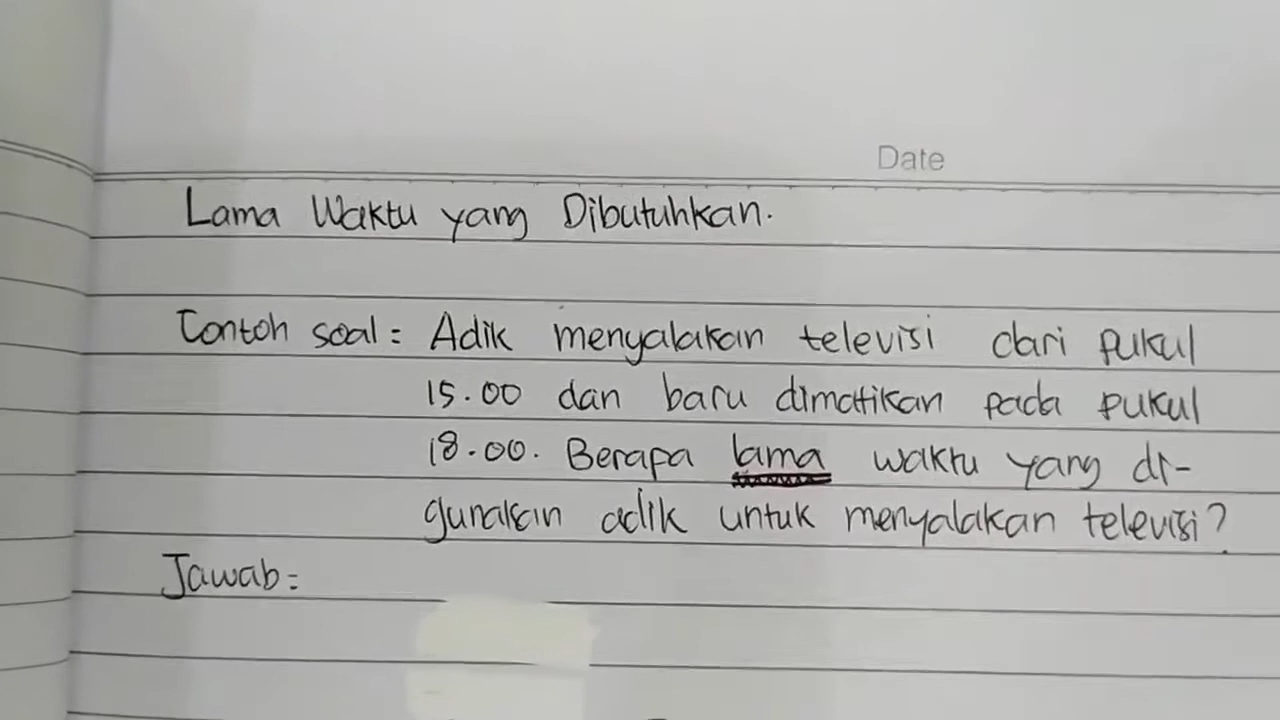 Date
Lama Waktu yang Dibutuhkan.
Contoh soal = Adik menyalakan televisi dari pukul
15.00 dan baru dimatikan pada pukul
18.00. Berapa lama waktu yang di-
gunakan adik untuk menyalakan televisi?
Jawab =